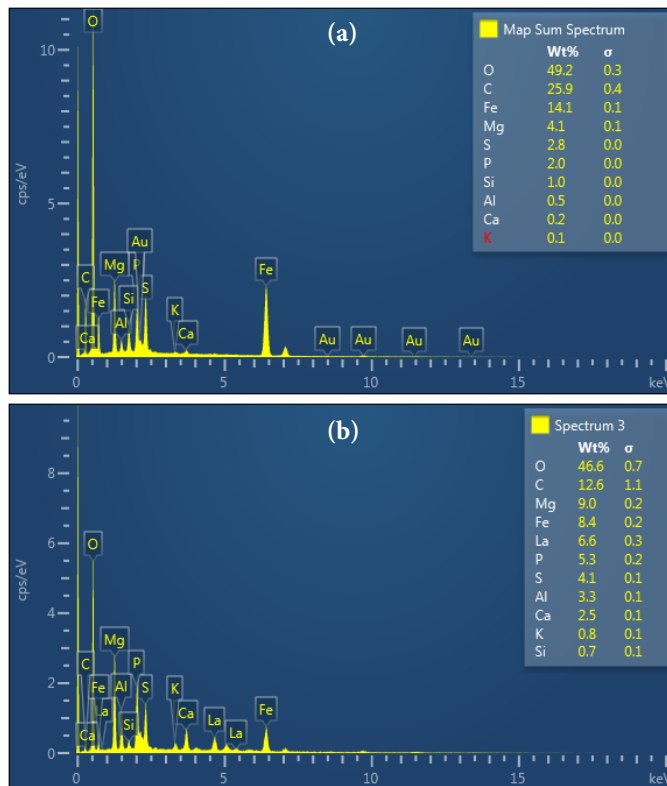 (a)
Map Sum Spectrum
Wt% σ
O 49.2 0.3
C 25.9 0.4
Fe 14.1 0.1
Mg 4.1 0.1
S 2.8 0.0
P 2.0 0.0
Si 1.0 0.0
Al 0.5 0.0
Ca 0.2 0.0
K 0.1 0.0
10
5
0
cps/eV
O
Au
C Mg P Fe
Fe Si S
K
Ca Al Ca Au Au Au Au
0 5 10 15 keV
(b)
Spectrum 3
Wt% σ
O 46.6 0.7
C 12.6 1.1
Mg 9.0 0.2
Fe 8.4 0.2
La 6.6 0.3
P 5.3 0.2
S 4.1 0.1
Al 3.3 0.1
Ca 2.5 0.1
K 0.8 0.1
Si 0.7 0.1
8
6
4
2
0
cps/eV
O
Mg
C P
Fe Al S K
La Ca La Fe
Ca Si La
0 5 10 15 keV